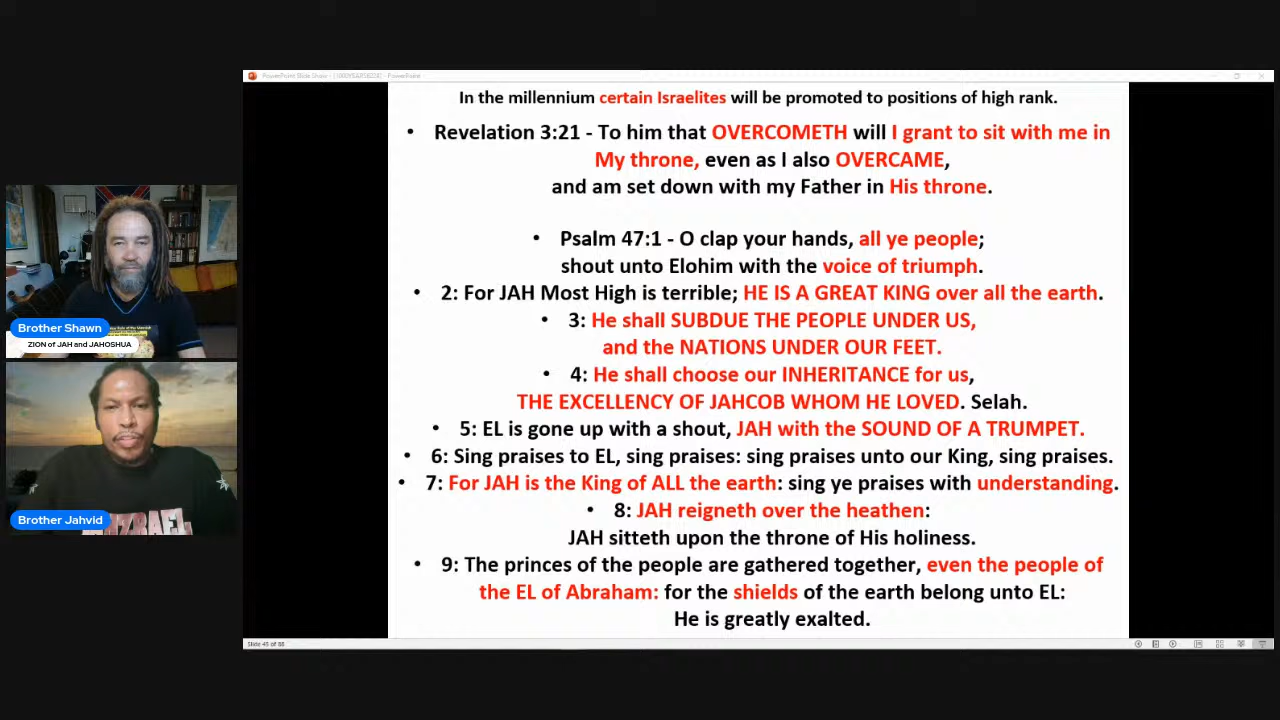 PowerPoint Slide Show - [1000YSAD5EZEK] - PowerPoint
In the millennium certain Israelites will be promoted to positions of high rank.
• Revelation 3:21 - To him that OVERCOMETH will I grant to sit with me in
My throne, even as I also OVERCAME,
and am set down with my Father in His throne.
• Psalm 47:1 - O clap your hands, all ye people;
shout unto Elohim with the voice of triumph.
• 2: For JAH Most High is terrible; HE IS A GREAT KING over all the earth.
• 3: He shall SUBDUE THE PEOPLE UNDER US,
and the NATIONS UNDER OUR FEET.
• 4: He shall choose our INHERITANCE for us,
THE EXCELLENCY OF JAHCOB WHOM HE LOVED. Selah.
• 5: EL is gone up with a shout, JAH with the SOUND OF A TRUMPET.
• 6: Sing praises to EL, sing praises: sing praises unto our King, sing praises.
• 7: For JAH is the King of ALL the earth: sing ye praises with understanding.
• 8: JAH reigneth over the heathen:
JAH sitteth upon the throne of His holiness.
• 9: The princes of the people are gathered together, even the people of
the EL of Abraham: for the shields of the earth belong unto EL:
He is greatly exalted.
Slide 45 of 88
Brother Shawn
ZION of JAH and JAHOSHUA
Brother Jahvid